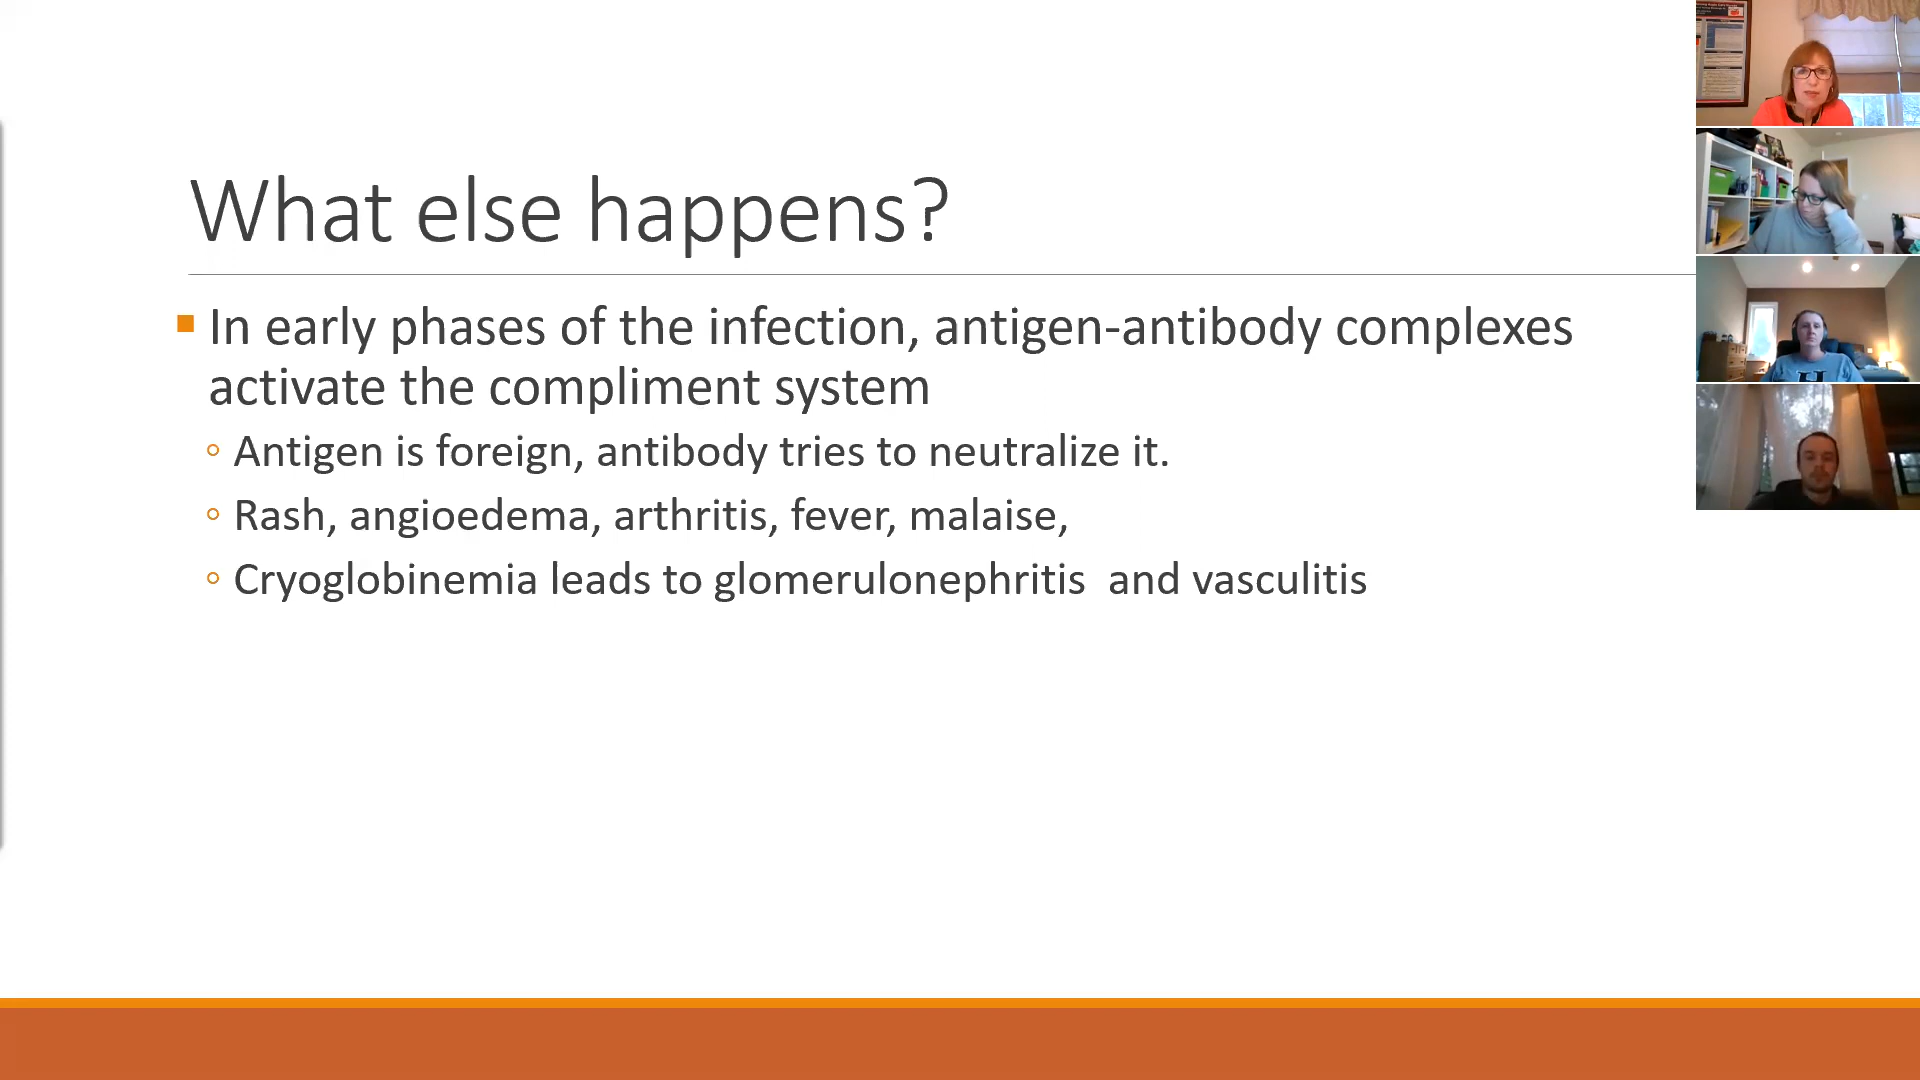 What else happens?
In early phases of the infection, antigen-antibody complexes
activate the compliment system
Antigen is foreign, antibody tries to neutralize it.
Rash, angioedema, arthritis, fever, malaise,
Cryoglobinemia leads to glomerulonephritis  and vasculitis
H